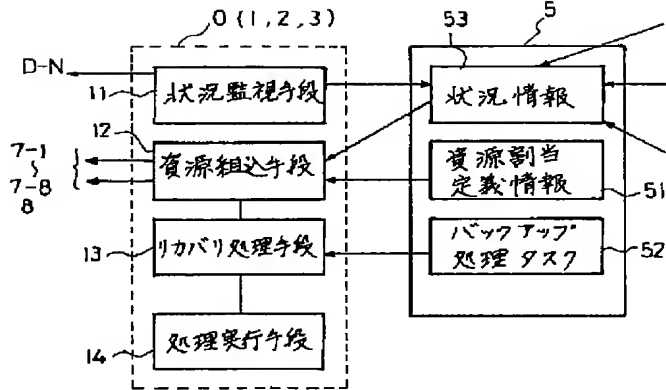 0 (1, 2, 3)
5
D-N
11
状況監視手段
53
状況情報
12
資源組込手段
7-1
〜
7-8
8
資源割当
定義情報
51
13
リカバリ処理手段
バックアップ
処理タスク
52
14
処理実行手段